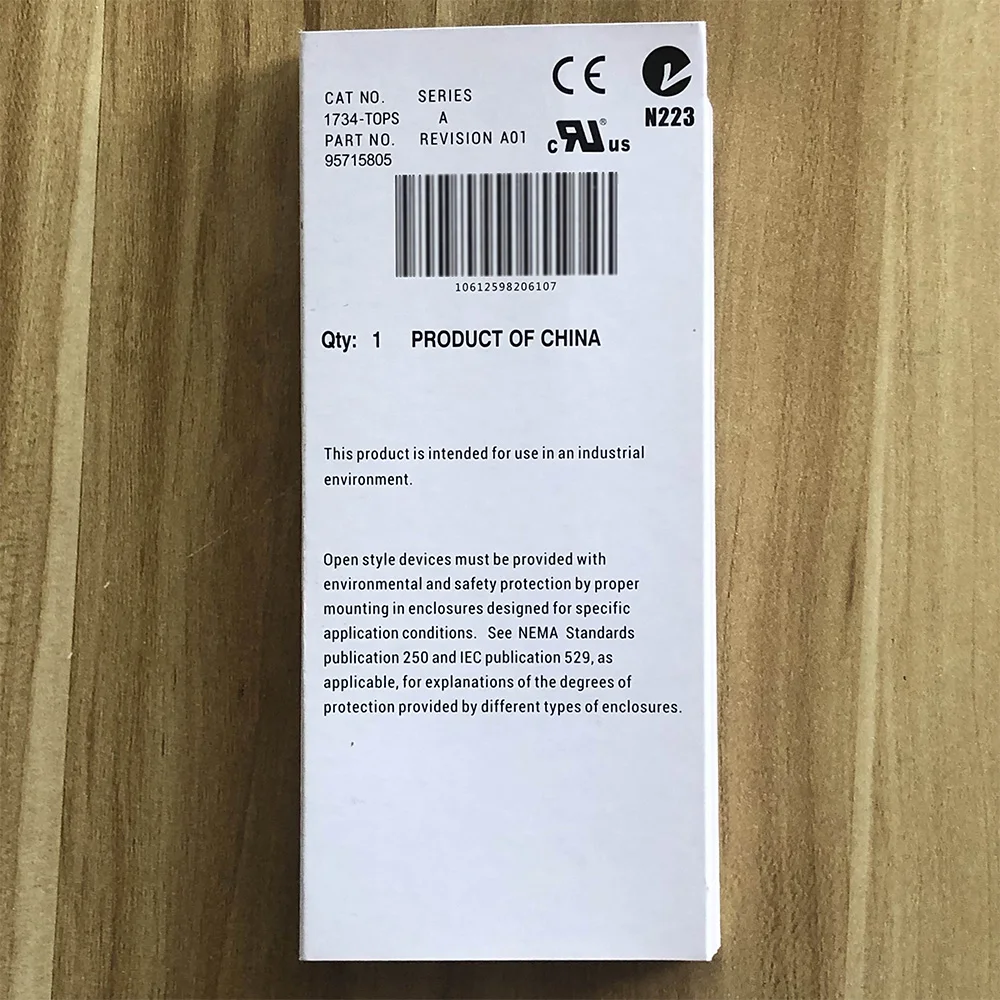 CE
CAT NO. SERIES
1734-TOPS A
N223
PART NO. REVISION A01
c RU ® us
95715805
10612598206107
Qty: 1 PRODUCT OF CHINA
This product is intended for use in an industrial
environment.
Open style devices must be provided with
environmental and safety protection by proper
mounting in enclosures designed for specific
application conditions. See NEMA Standards
publication 250 and IEC publication 529, as
applicable, for explanations of the degrees of
protection provided by different types of enclosures.